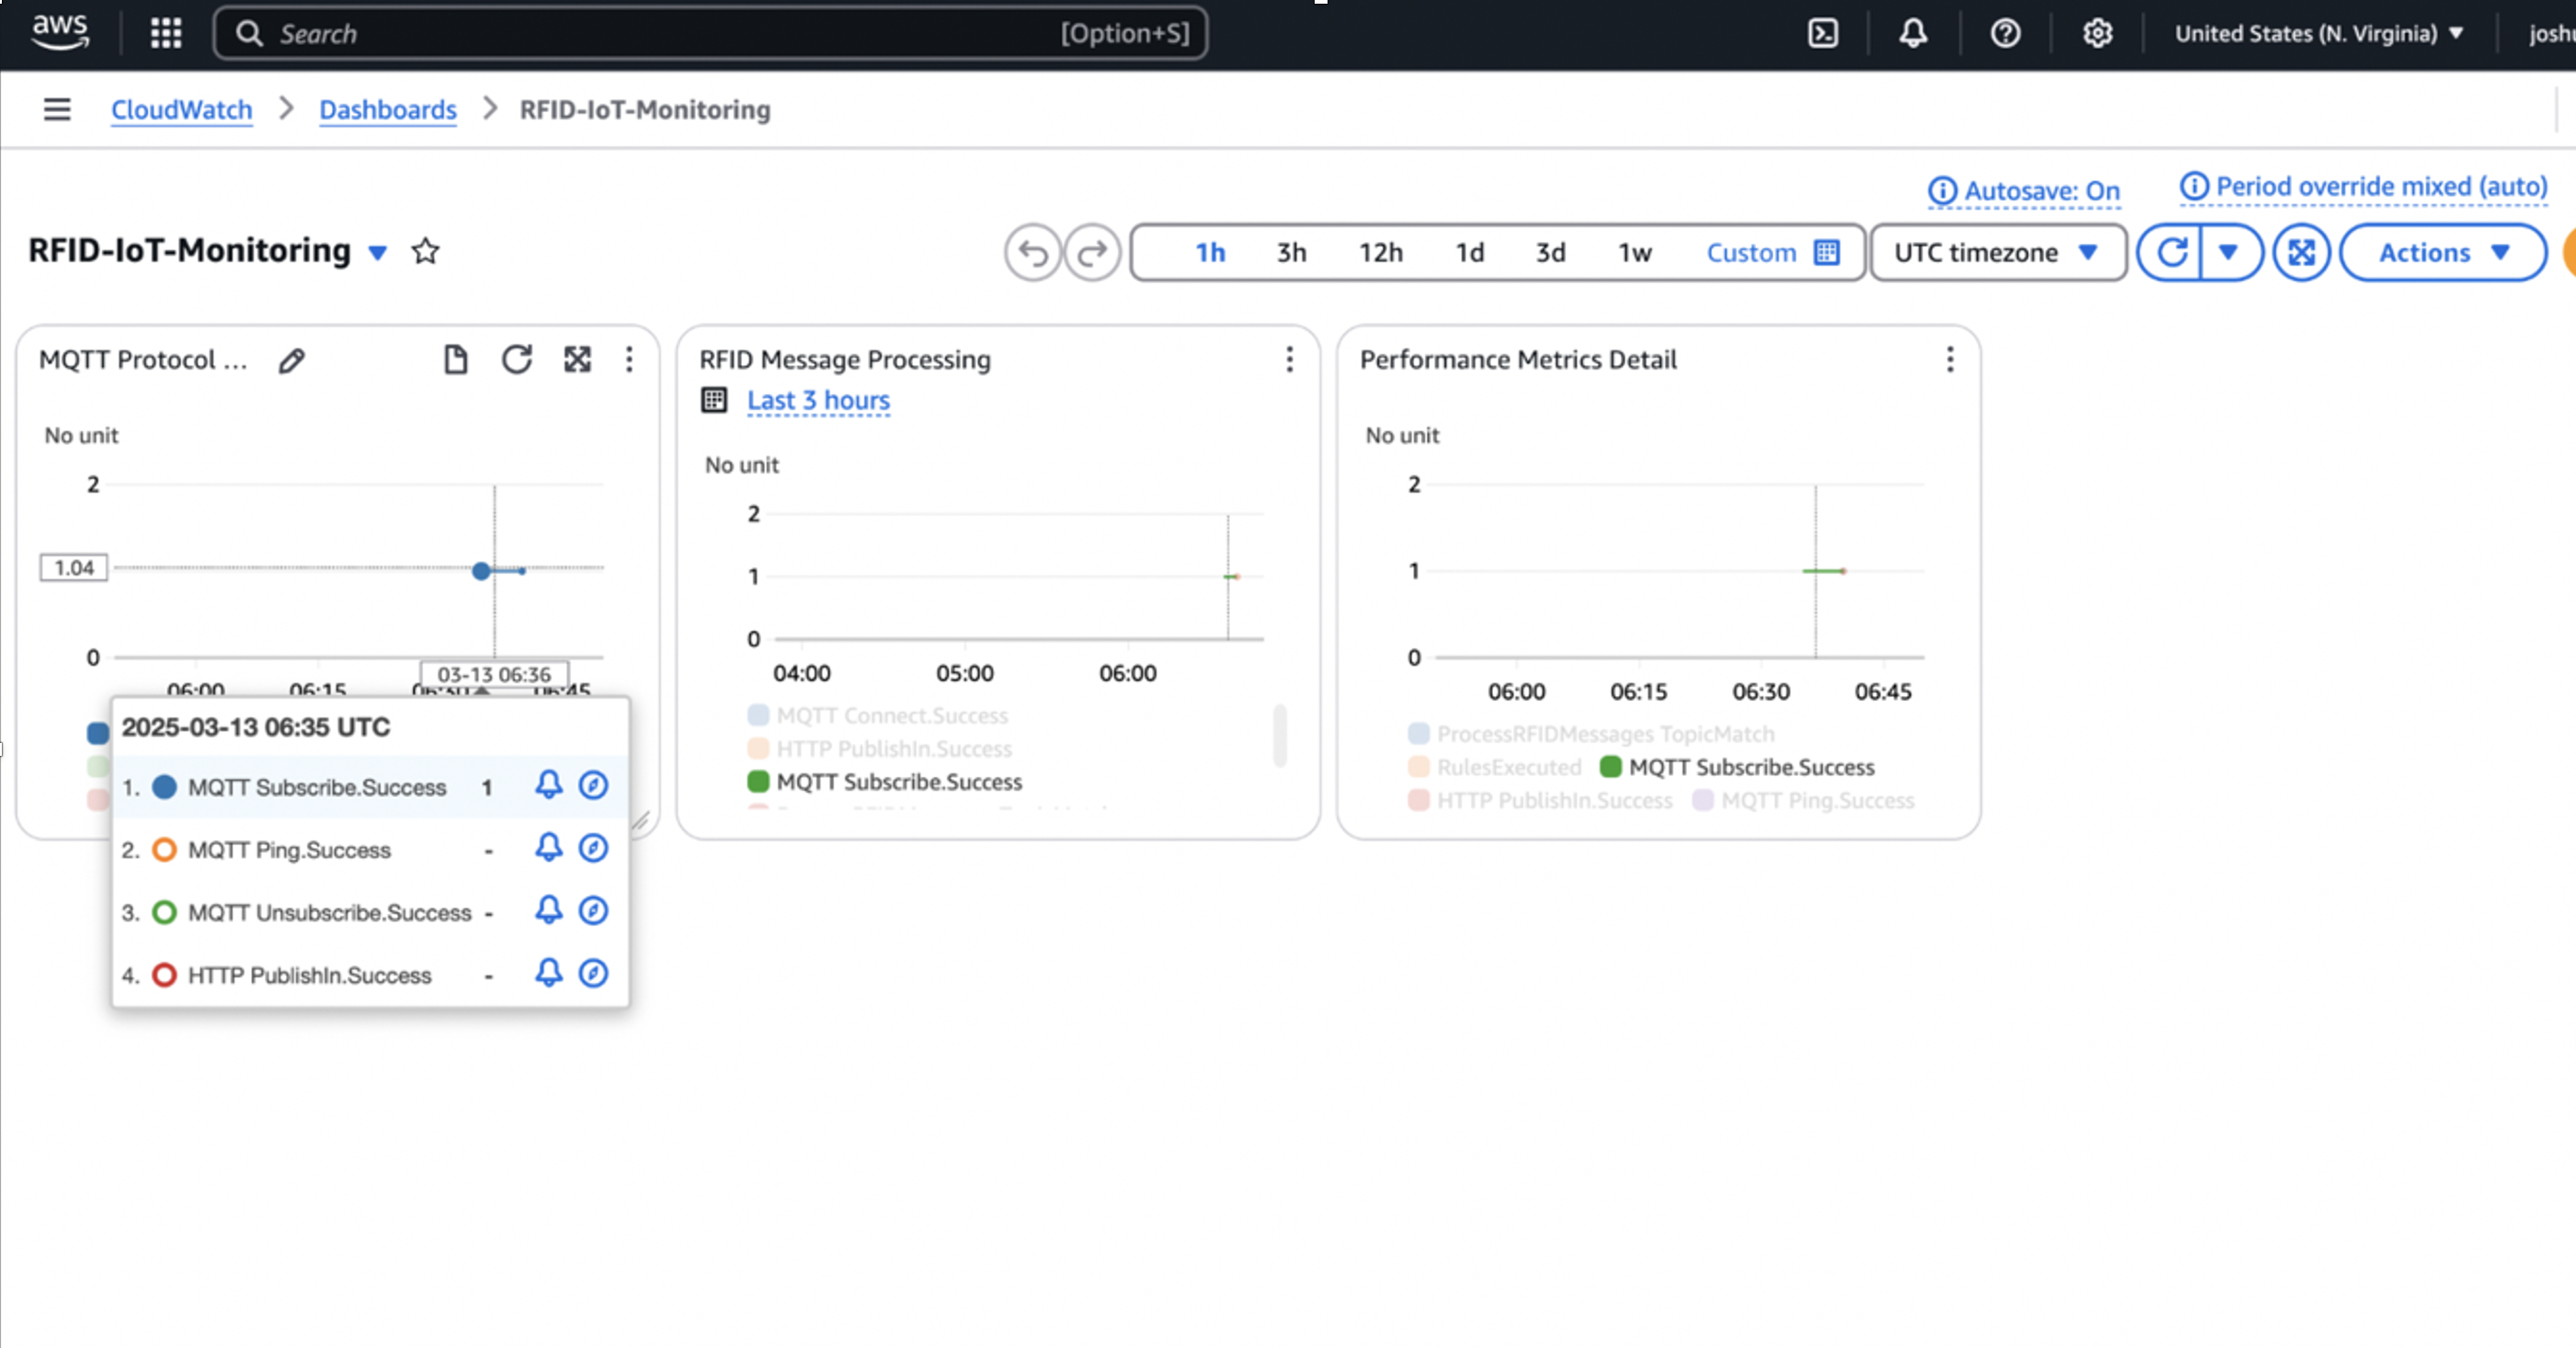 aws
Search [Option+S]
United States (N. Virginia)
CloudWatch > Dashboards > RFID-IoT-Monitoring
Autosave: On Period override mixed (auto)
RFID-IoT-Monitoring
1h 3h 12h 1d 3d 1w Custom UTC timezone Actions
MQTT Protocol ...
No unit
2
1.04
0
03-13 06:36
06:00 06:15 06:30 06:45
2025-03-13 06:35 UTC
1. MQTT Subscribe.Success 1
2. MQTT Ping.Success -
3. MQTT Unsubscribe.Success -
4. HTTP PublishIn.Success -
RFID Message Processing
Last 3 hours
No unit
2
1
0
04:00 05:00 06:00
MQTT Connect.Success
HTTP PublishIn.Success
MQTT Subscribe.Success
Performance Metrics Detail
No unit
2
1
0
06:00 06:15 06:30 06:45
ProcessRFIDMessages TopicMatch
RulesExecuted MQTT Subscribe.Success
HTTP PublishIn.Success MQTT Ping.Success